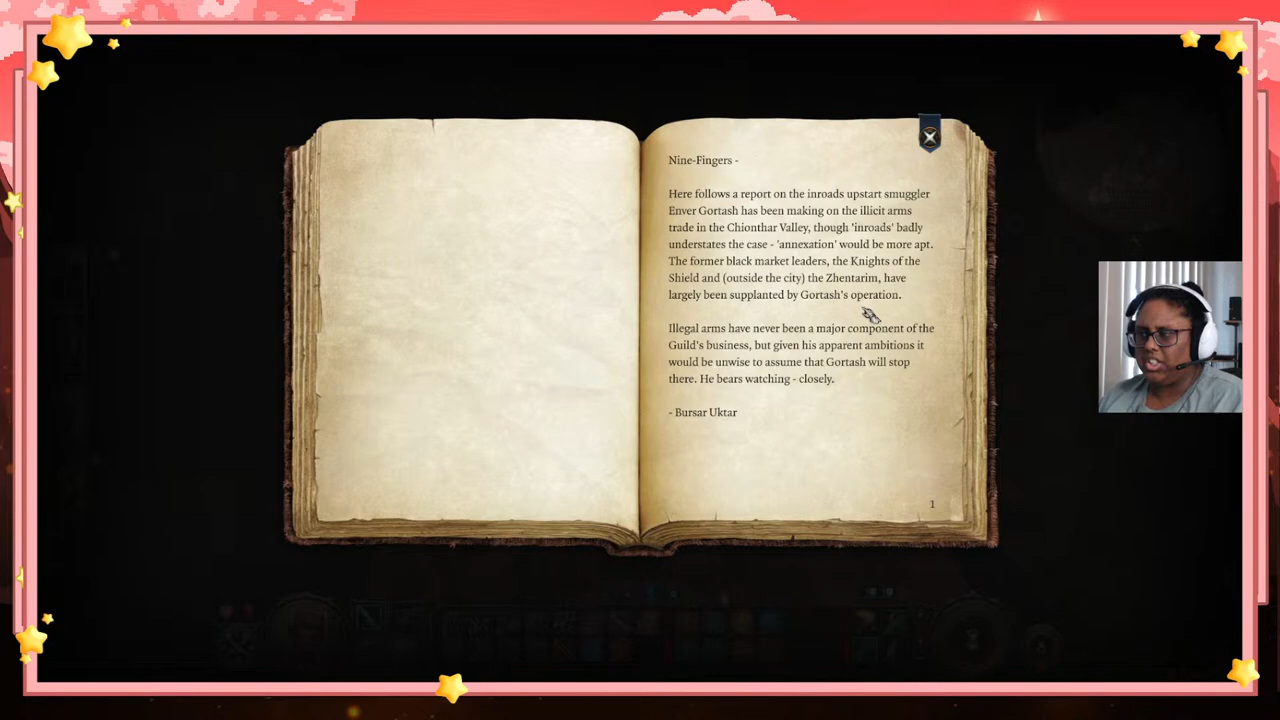 Nine-Fingers -
Here follows a report on the inroads upstart smuggler
Enver Gortash has been making on the illicit arms
trade in the Chionthar Valley, though 'inroads' badly
understates the case - 'annexation' would be more apt.
The former black market leaders, the Knights of the
Shield and (outside the city) the Zhentarim, have
largely been supplanted by Gortash's operation.
Illegal arms have never been a major component of the
Guild's business, but given his apparent ambitions it
would be unwise to assume that Gortash will stop
there. He bears watching - closely.
- Bursar Uktar
1